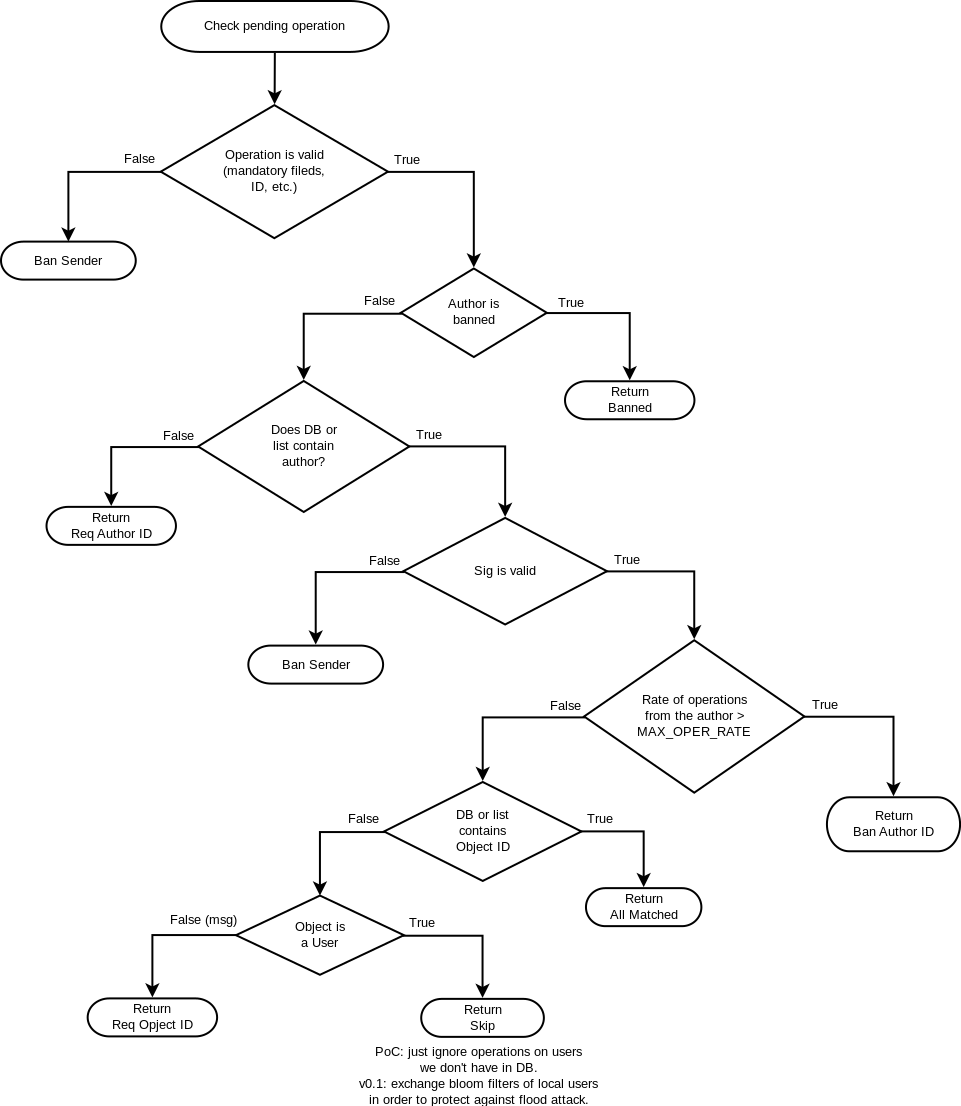 Check pending operation
Operation is valid
(mandatory fileds,
ID, etc.)
False
True
Ban Sender
Author is
banned
False
True
Return
Banned
Does DB or
list contain
author?
False
True
Return
Req Author ID
Sig is valid
False
True
Ban Sender
Rate of operations
from the author >
MAX_OPER_RATE
False
True
Return
Ban Author ID
DB or list
contains
Object ID
False
True
Return
All Matched
Object is
a User
False (msg)
True
Return
Req Opject ID
Return
Skip
PoC: just ignore operations on users
we don't have in DB.
v0.1: exchange bloom filters of local users
in order to protect against flood attack.